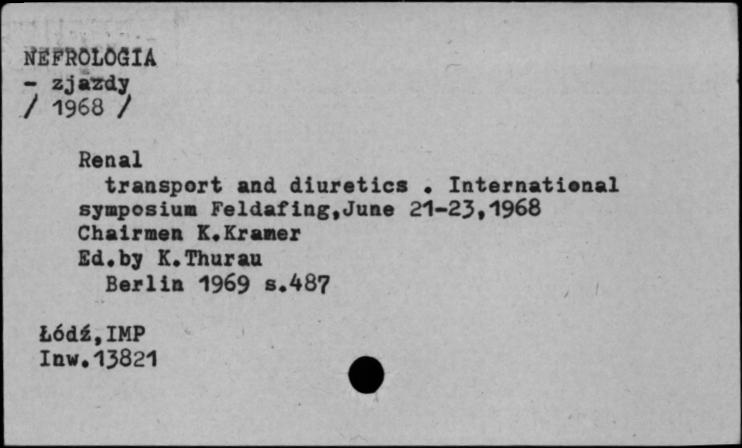 NEFROLOGIA
- zjazdy
/ 1968 /
Renal
transport and diuretics . International
symposium Feldafing,June 21-23,1968
Chairmen K.Kramer
Ed.by K.Thurau
Berlin 1969 s.487
Łódź,IMP
Inw.13821